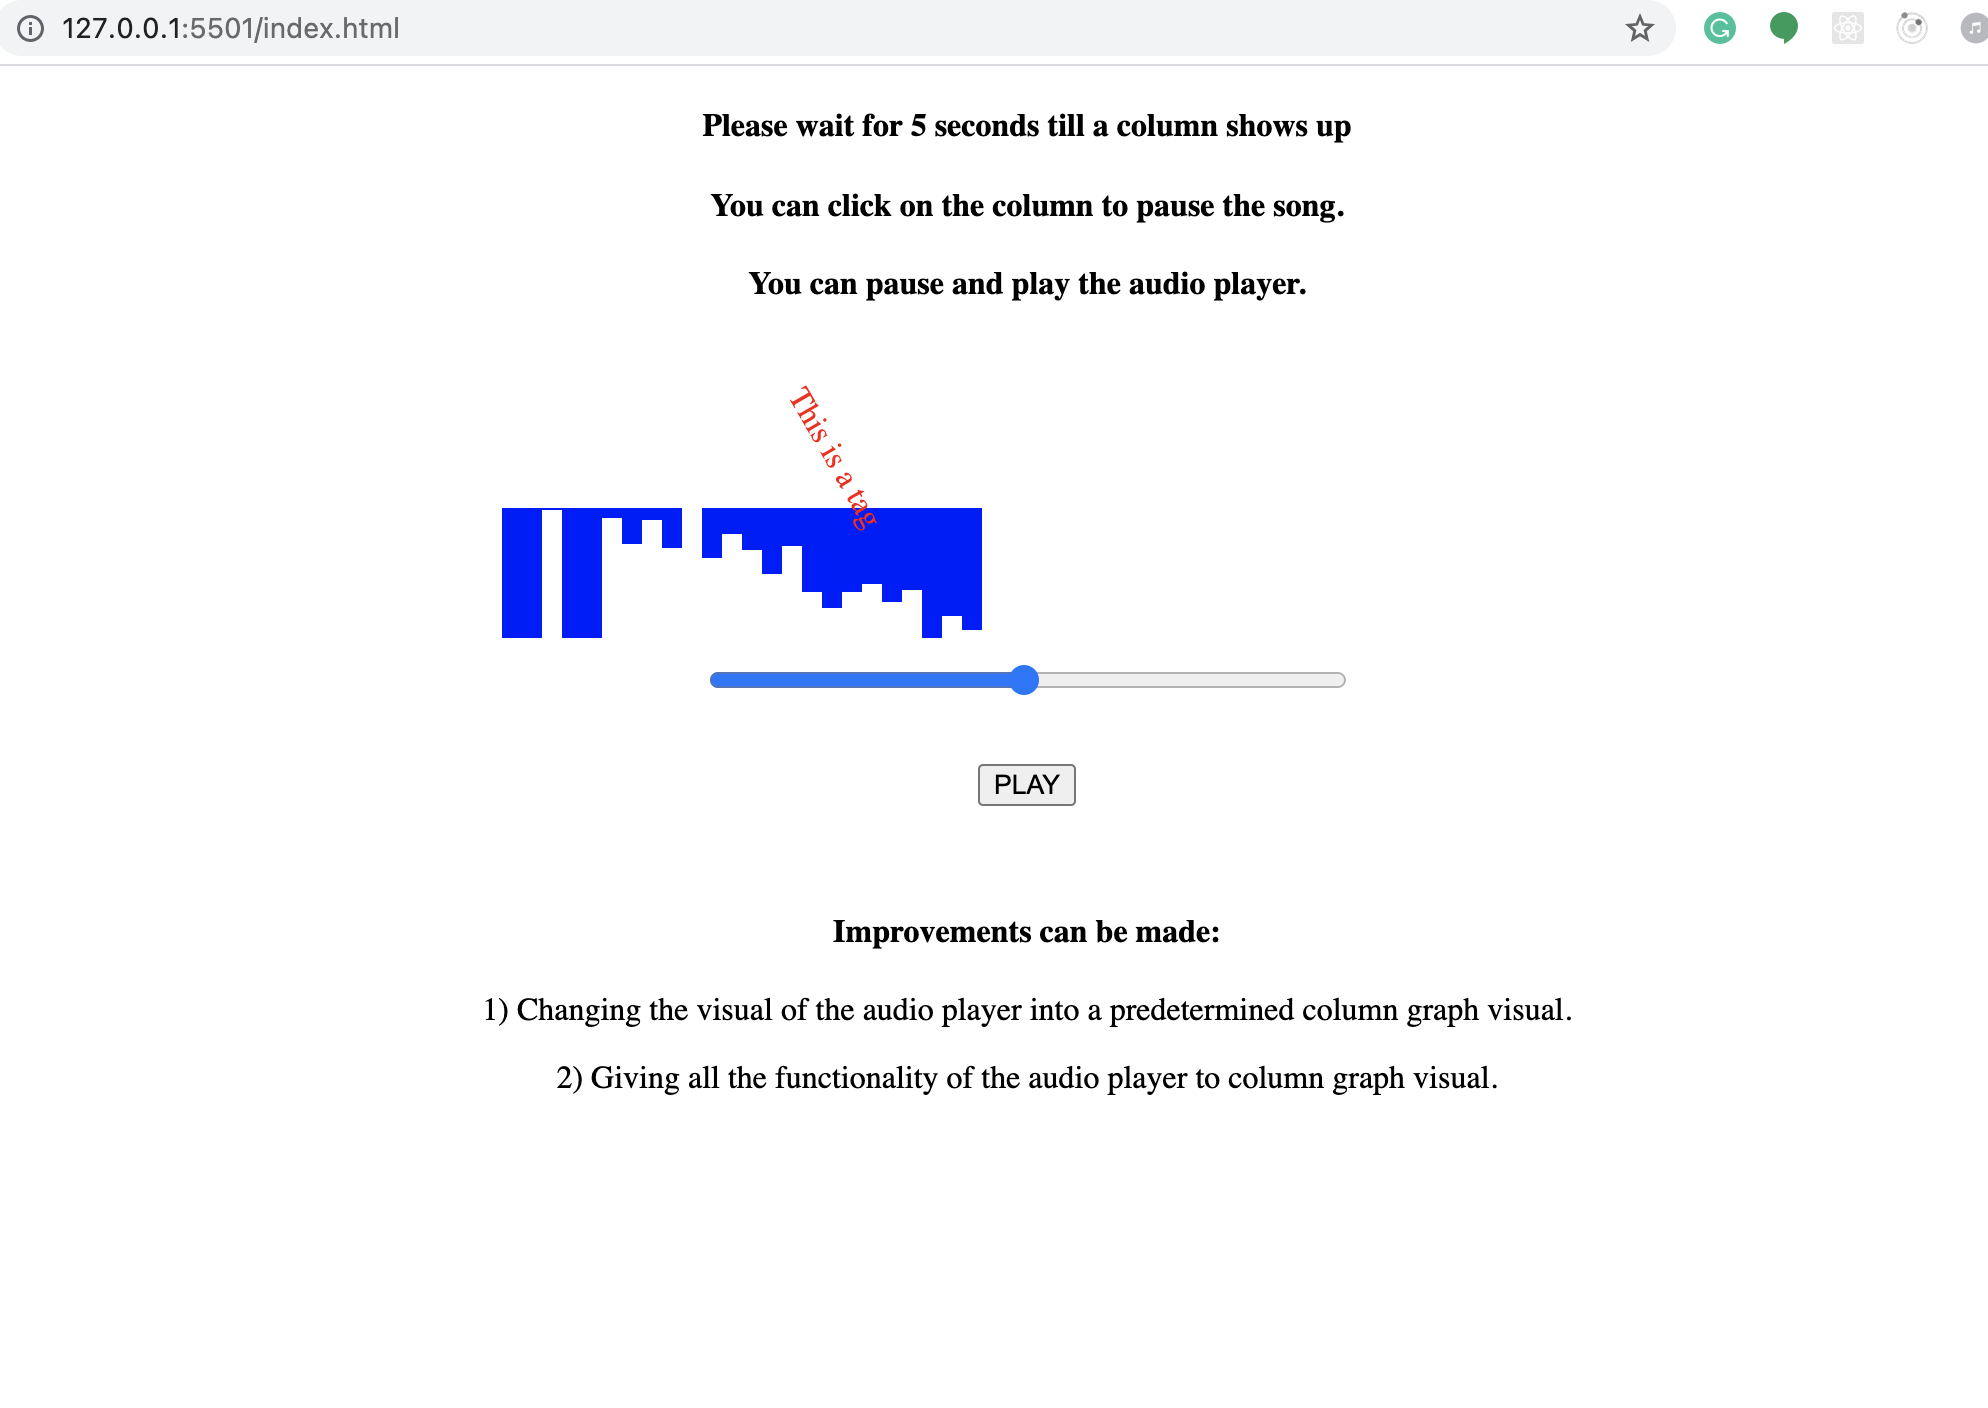 127.0.0.1:5501/index.html
Please wait for 5 seconds till a column shows up
You can click on the column to pause the song.
You can pause and play the audio player.
This is a tag
PLAY
Improvements can be made:
1) Changing the visual of the audio player into a predetermined column graph visual.
2) Giving all the functionality of the audio player to column graph visual.